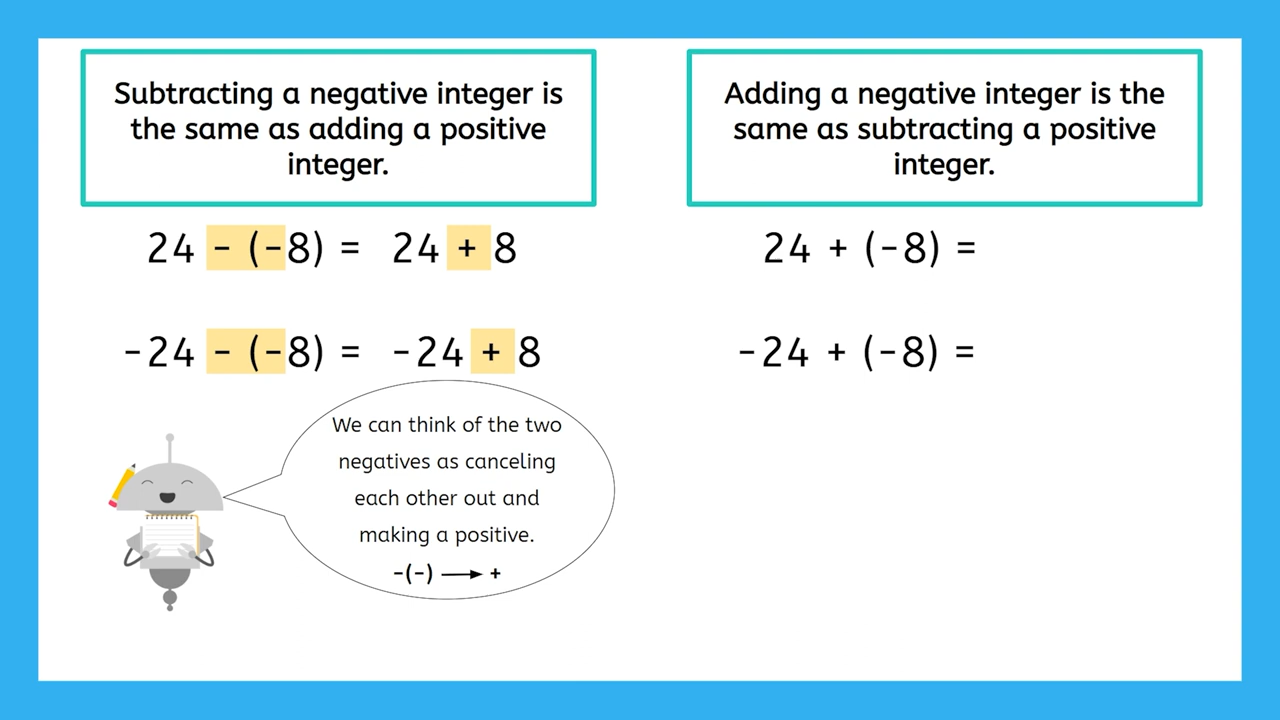 Subtracting a negative integer is
the same as adding a positive
integer.
24 - (-8) = 24 + 8
-24 - (-8) = -24 + 8
We can think of the two
negatives as canceling
each other out and
making a positive.
-(-) ⟶ +
Adding a negative integer is the
same as subtracting a positive
integer.
24 + (-8) =
-24 + (-8) =